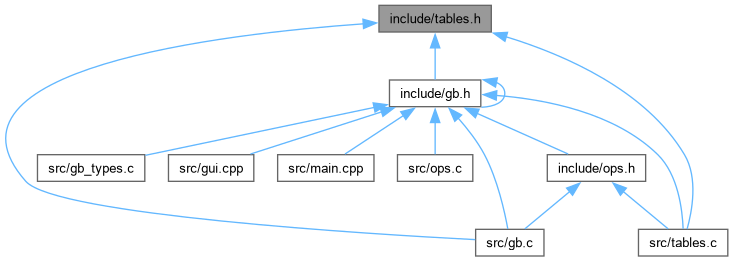 include/tables.h
include/gb.h
src/gb_types.c
src/gui.cpp
src/main.cpp
src/ops.c
include/ops.h
src/gb.c
src/tables.c